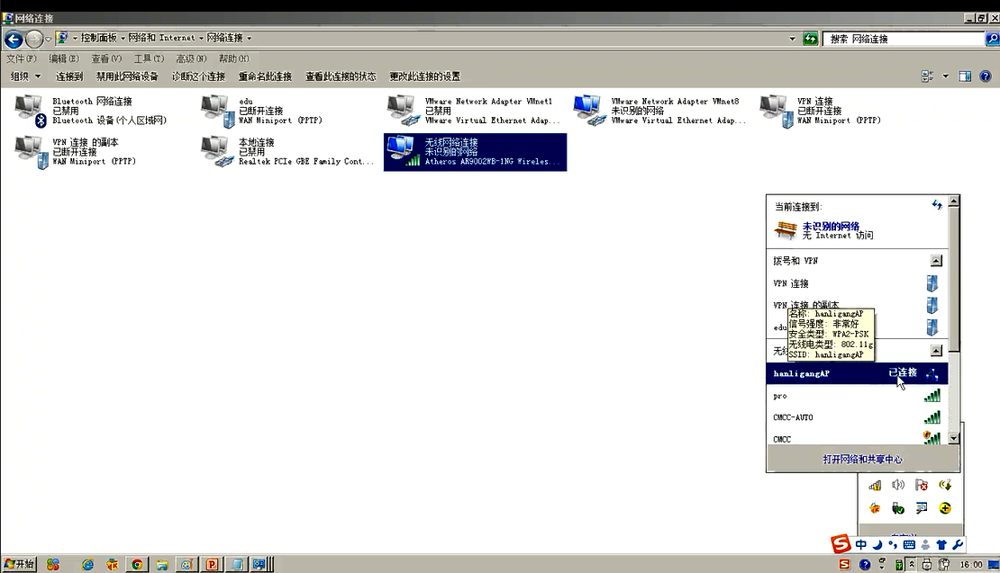 网络连接
控制面板 网络和 Internet 网络连接
搜索 网络连接
文件(F) 编辑(E) 查看(V) 工具(T) 高级(N) 帮助(H)
组织 连接到 禁用此网络设备 诊断这个连接 重命名此连接 查看此连接的状态 更改此连接的设置
Bluetooth 网络连接
已禁用
Bluetooth 设备(个人区域网)
edu
已断开连接
WAN Miniport (PPTP)
VMware Network Adapter VMnet1
已禁用
VMware Virtual Ethernet Adap...
VMware Network Adapter VMnet8
未识别的网络
VMware Virtual Ethernet Adap...
VPN 连接
已断开连接
WAN Miniport (PPTP)
VPN 连接 的副本
已断开连接
WAN Miniport (PPTP)
本地连接
已禁用
Realtek PCIe GBE Family Cont...
无线网络连接
未识别的网络
Atheros AR9002WB-1NG Wireles...
当前连接到:
未识别的网络
无 Internet 访问
拨号和 VPN
VPN 连接
VPN 连接 的副本
edu
名称: hanligangAP
信号强度: 非常好
安全类型: WPA2-PSK
无线电类型: 802.11g
SSID: hanligangAP
hanligangAP 已连接
pro
CMCC-AUTO
CMCC
打开网络和共享中心
中
开始
16:00